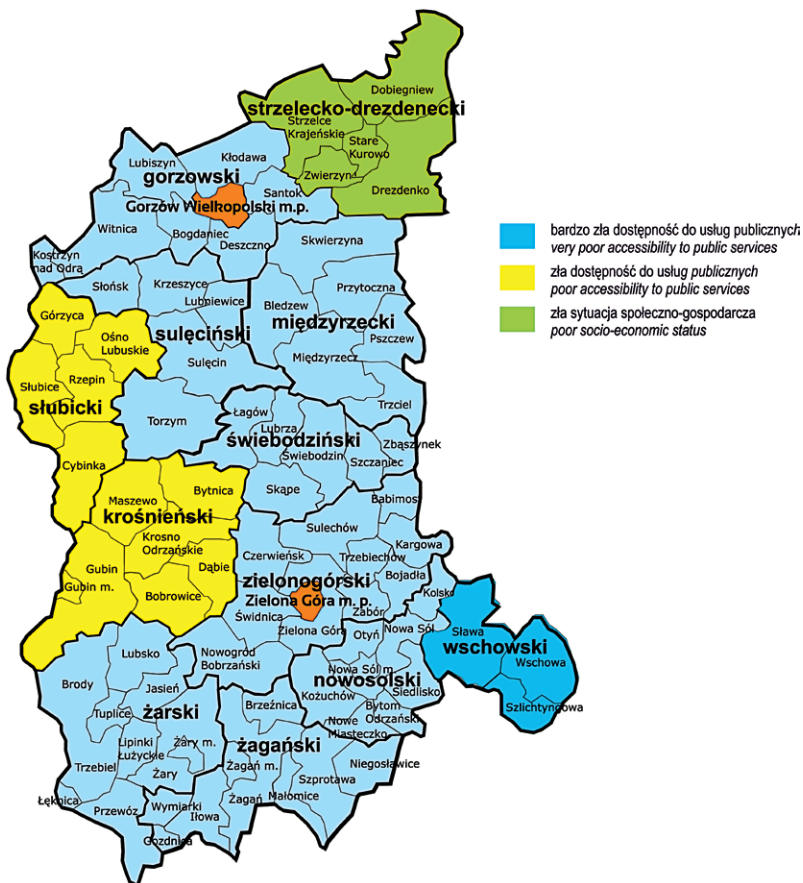 Dobiegniew
strzelecko-drezdenecki
Strzelce
Krajeńskie
Stare
Kurowo
Zwierzyn
Drezdenko
Kłodawa
Lubiszyn
gorzowski
Santok
Gorzów Wielkopolski m.p.
Witnica
Bogdaniec
Deszczno
Skwierzyna
Kostrzyn
nad Odrą
Słońsk
Krzeszyce
Lubniewice
Przytoczna
Bledzew
międzyrzecki
Pszczew
Międzyrzecz
Trzciel
Górzyca
Ośno
Lubuskie
sulęciński
Sulęcin
Rzepin
Słubice
słubicki
Torzym
Cybinka
Łagów
Lubrza
świebodziński
Świebodzin
Zbąszynek
Szczaniec
Skąpe
Babimost
Maszewo
Bytnica
krośnieński
Krosno
Odrzańskie
Gubin
Gubin m.
Dąbie
Bobrowice
Sulechów
Kargowa
Czerwieńsk
Trzebiechów
Bojadła
zielonogórski
Zielona Góra m.p.
Zabór
Kolsko
Świdnica
Zielona Góra
Otyń
Nowa Sól
Sława
wschowski
Wschowa
Szlichtyngowa
Nowogród
Bobrzański
Nowa Sól m.
nowosolski
Kożuchów
Siedlisko
Bytom
Odrzański
Nowe
Miasteczko
Lubsko
Brody
Jasień
Tuplice
żarski
Brzeźnica
Lipinki
Łużyckie
Żary m.
Żary
żagański
Żagań m.
Niegosławice
Szprotawa
Trzebiel
Łęknica
Przewóz
Wymiarki
Iłowa
Żagań
Małomice
Gozdnica
bardzo zła dostępność do usług publicznych
very poor accessibility to public services
zła dostępność do usług publicznych
poor accessibility to public services
zła sytuacja społeczno-gospodarcza
poor socio-economic status